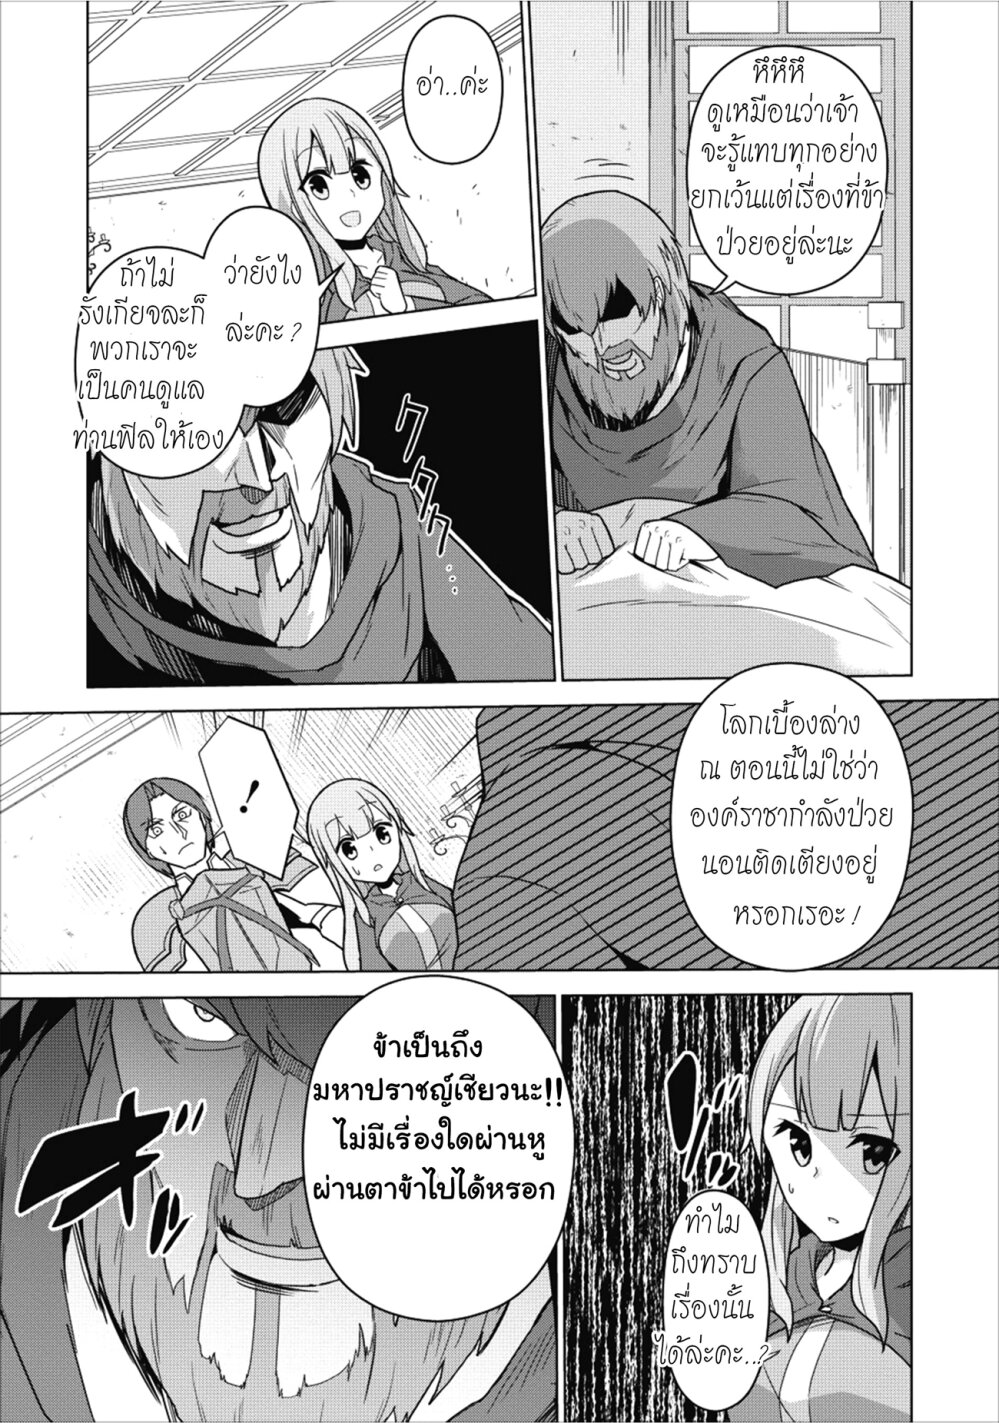 หึหึหึ
ดูเหมือนว่าเจ้า
จะรู้แทบทุกอย่าง
ยกเว้นแต่เรื่องที่ข้า
ป่วยอยู่ล่ะนะ
อ่า..ค่ะ
ว่ายังไง
ล่ะคะ?
ถ้าไม่
รังเกียจละก็
พวกเราจะ
เป็นคนดูแล
ท่านฟิลให้เอง
ククク…
โลกเบื้องล่าง
ณ ตอนนี้ไม่ใช่ว่า
องค์ราชากำลังป่วย
นอนติดเตียงอยู่
หรอกเรอะ!
!
ทำไม
ถึงทราบ
เรื่องนั้น
ได้ล่ะคะ..?
ข้าเป็นถึง
มหาปราชญ์เชียวนะ!!
ไม่มีเรื่องใดผ่านหู
ผ่านตาข้าไปได้หรอก